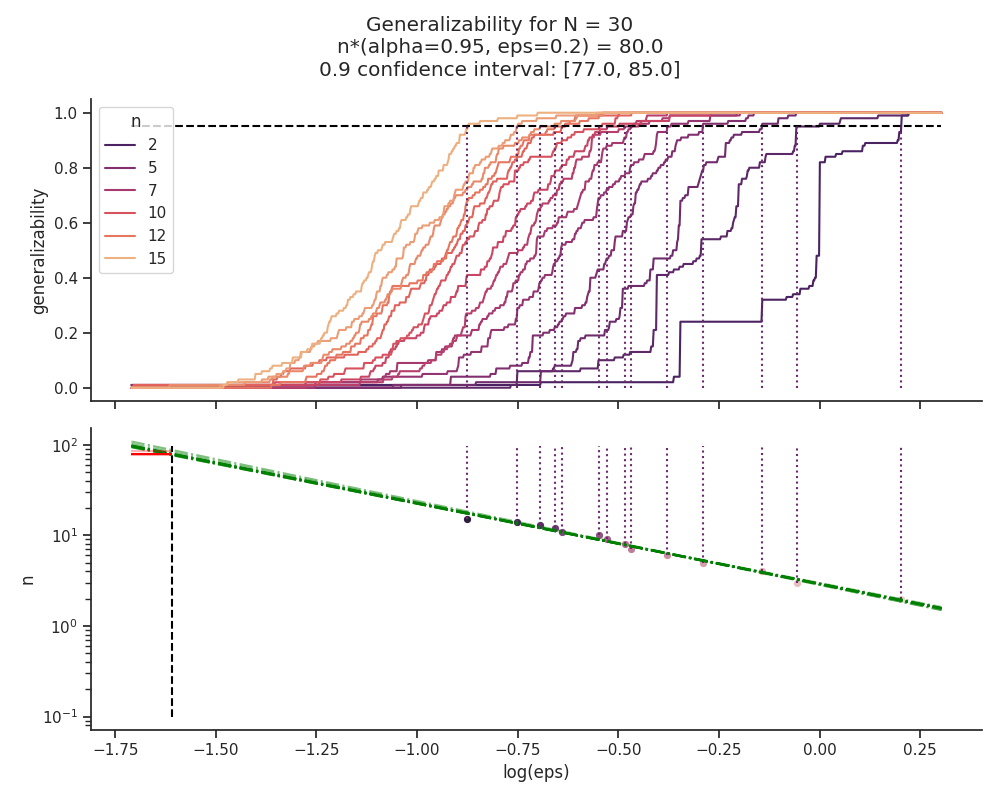 Generalizability for N = 30
n*(alpha=0.95, eps=0.2) = 80.0
0.9 confidence interval: [77.0, 85.0]
generalizability
1.0
0.8
0.6
0.4
0.2
0.0
n
2
5
7
10
12
15
n
10²
10¹
10⁰
10⁻¹
−1.75 −1.50 −1.25 −1.00 −0.75 −0.50 −0.25 0.00 0.25
log(eps)